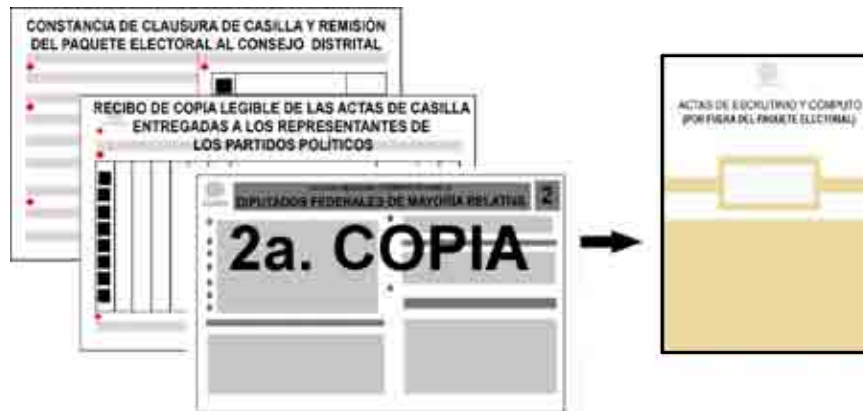 CONSTANCIA DE CLAUSURA DE CASILLA Y REMISIÓN
DEL PAQUETE ELECTORAL AL CONSEJO DISTRITAL
RECIBO DE COPIA LEGIBLE DE LAS ACTAS DE CASILLA
ENTREGADAS A LOS REPRESENTANTES DE
LOS PARTIDOS POLÍTICOS
DIPUTADOS FEDERALES DE MAYORÍA RELATIVA
2
2a. COPIA
ACTAS DE ESCRUTINIO Y CÓMPUTO
(POR FUERA DEL PAQUETE ELECTORAL)